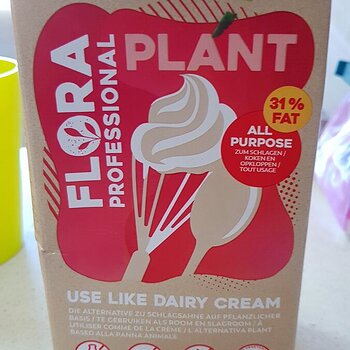 PLANT
FLORA
PROFESSIONAL
31%
FAT
ALL
PURPOSE
ZUM SCHLAGEN /
KOKEN EN
OPKLOPPEN /
TOUT USAGE
USE LIKE DAIRY CREAM
DIE ALTERNATIVE ZU SCHLAGSAHNE AUF PFLANZLICHER
BASIS / TE GEBRUIKEN ALS ROOM EN SLAGROOM / À
UTILISER COMME DE LA CRÈME / L'ALTERNATIVA PLANT
BASED ALLA PANNA ANIMALE